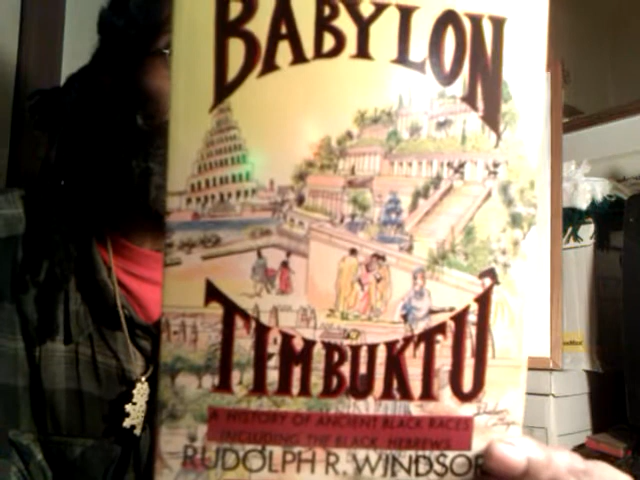 BABYLON
TIMBUKTU
A HISTORY OF ANCIENT BLACK RACES
INCLUDING THE BLACK HEBREWS
RUDOLPH R. WINDSOR